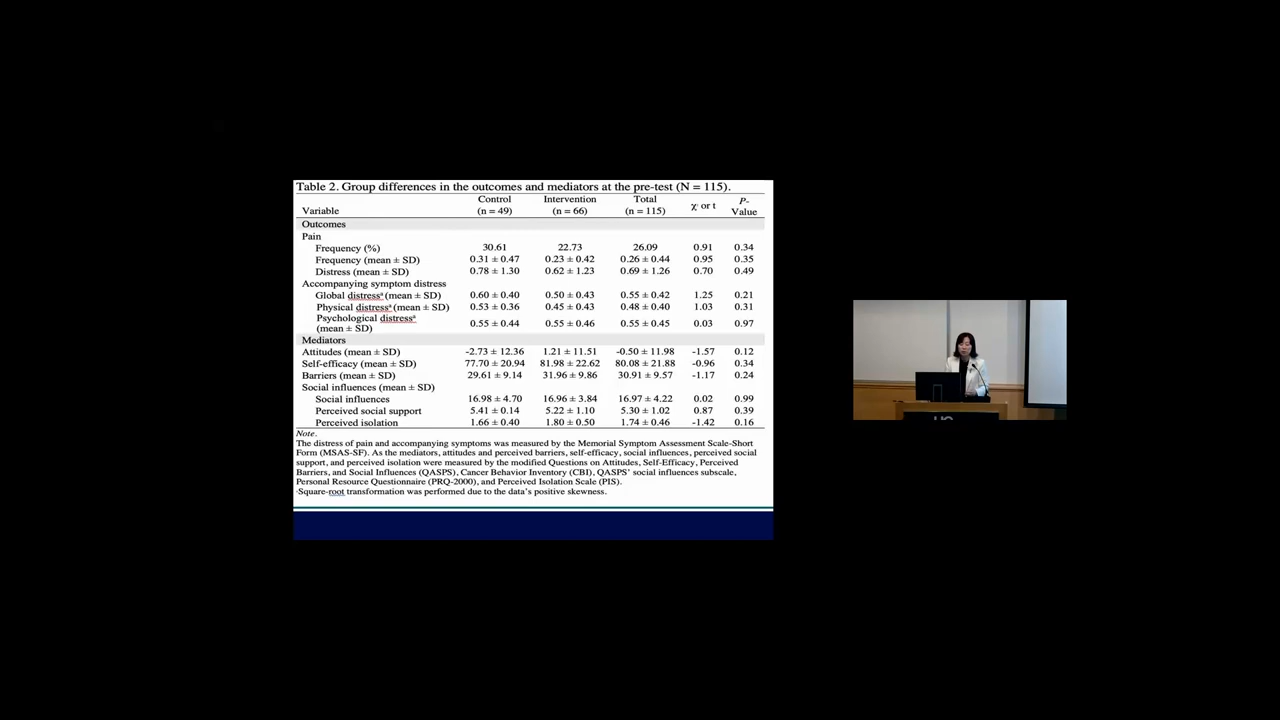 Table 2. Group differences in the outcomes and mediators at the pre-test (N = 115).
Variable Control (n = 49) Intervention (n = 66) Total (n = 115) χ² or t P-Value
Outcomes
Pain
Frequency (%) 30.61 22.73 26.09 0.91 0.34
Frequency (mean ± SD) 0.31 ± 0.47 0.23 ± 0.42 0.26 ± 0.44 0.95 0.35
Distress (mean ± SD) 0.78 ± 1.30 0.62 ± 1.23 0.69 ± 1.26 0.70 0.49
Accompanying symptom distress
Global distressᵃ (mean ± SD) 0.60 ± 0.40 0.50 ± 0.43 0.55 ± 0.42 1.25 0.21
Physical distressᵃ (mean ± SD) 0.53 ± 0.36 0.45 ± 0.43 0.48 ± 0.40 1.03 0.31
Psychological distressᵃ (mean ± SD) 0.55 ± 0.44 0.55 ± 0.46 0.55 ± 0.45 0.03 0.97
Mediators
Attitudes (mean ± SD) -2.73 ± 12.36 1.21 ± 11.51 -0.50 ± 11.98 -1.57 0.12
Self-efficacy (mean ± SD) 77.70 ± 20.94 81.98 ± 22.62 80.08 ± 21.88 -0.96 0.34
Barriers (mean ± SD) 29.61 ± 9.14 31.96 ± 9.86 30.91 ± 9.57 -1.17 0.24
Social influences (mean ± SD)
Social influences 16.98 ± 4.70 16.96 ± 3.84 16.97 ± 4.22 0.02 0.99
Perceived social support 5.41 ± 0.14 5.22 ± 1.10 5.30 ± 1.02 0.87 0.39
Perceived isolation 1.66 ± 0.40 1.80 ± 0.50 1.74 ± 0.46 -1.42 0.16
Note.
The distress of pain and accompanying symptoms was measured by the Memorial Symptom Assessment Scale-Short
Form (MSAS-SF). As the mediators, attitudes and perceived barriers, self-efficacy, social influences, perceived social
support, and perceived isolation were measured by the modified Questions on Attitudes, Self-Efficacy, Perceived
Barriers, and Social Influences (QASPS), Cancer Behavior Inventory (CBI), QASPS' social influences subscale,
Personal Resource Questionnaire (PRQ-2000), and Perceived Isolation Scale (PIS).
Square-root transformation was performed due to the data's positive skewness.